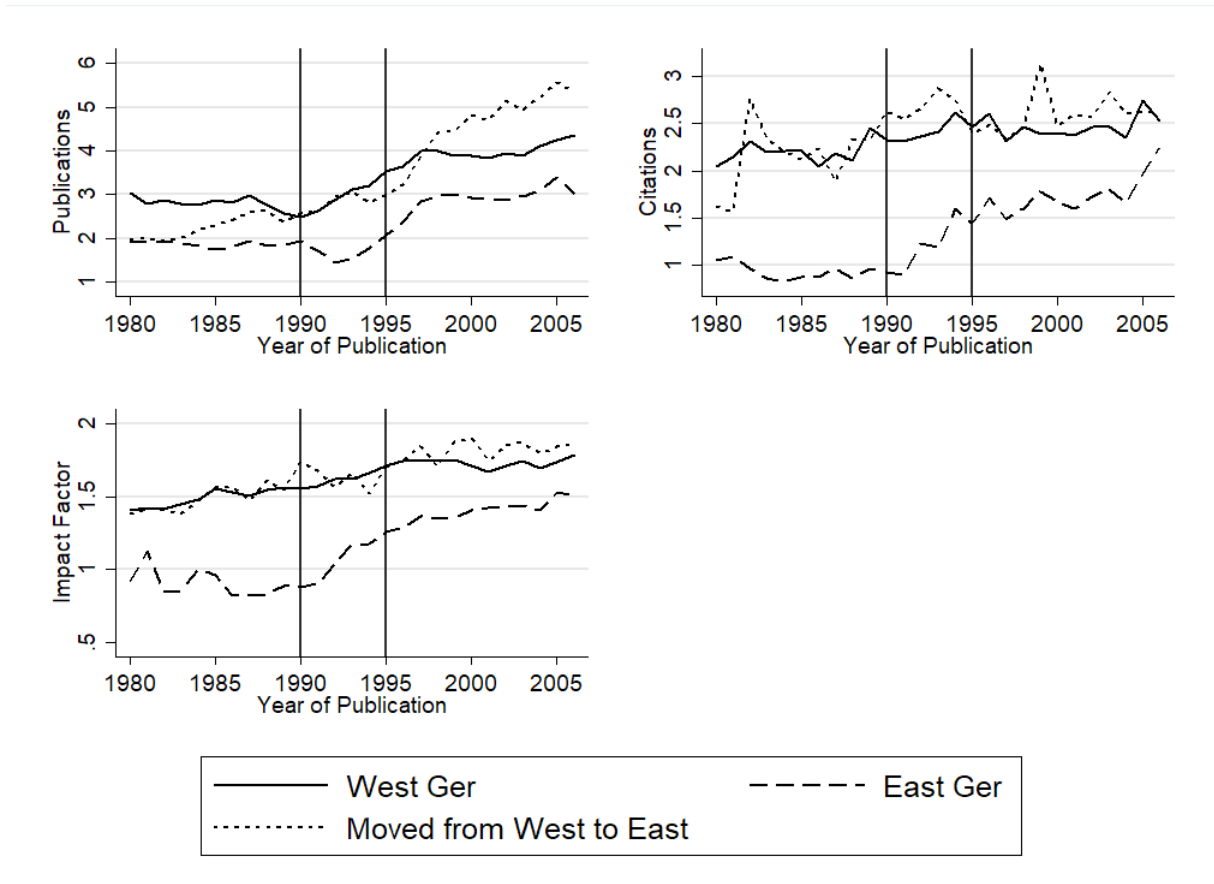 Publications
6
5
4
3
2
1
1980 1985 1990 1995 2000 2005
Year of Publication
Citations
3
2.5
2
1.5
1
1980 1985 1990 1995 2000 2005
Year of Publication
Impact Factor
2
1.5
1
.5
1980 1985 1990 1995 2000 2005
Year of Publication
West Ger East Ger
Moved from West to East